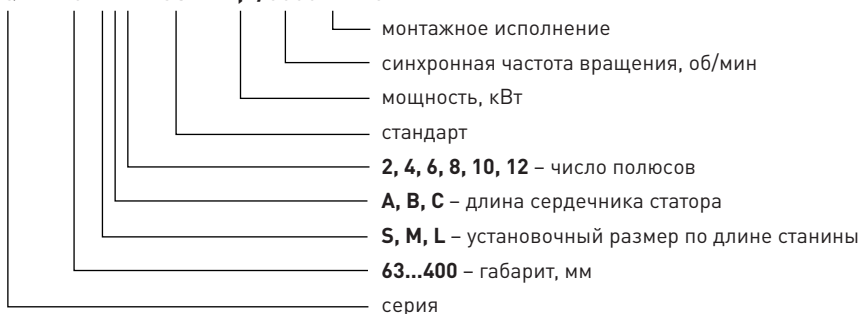 монтажное исполнение
синхронная частота вращения, об/мин
мощность, кВт
стандарт
2, 4, 6, 8, 10, 12 – число полюсов
A, B, C – длина сердечника статора
S, M, L – установочный размер по длине станины
63...400 – габарит, мм
серия